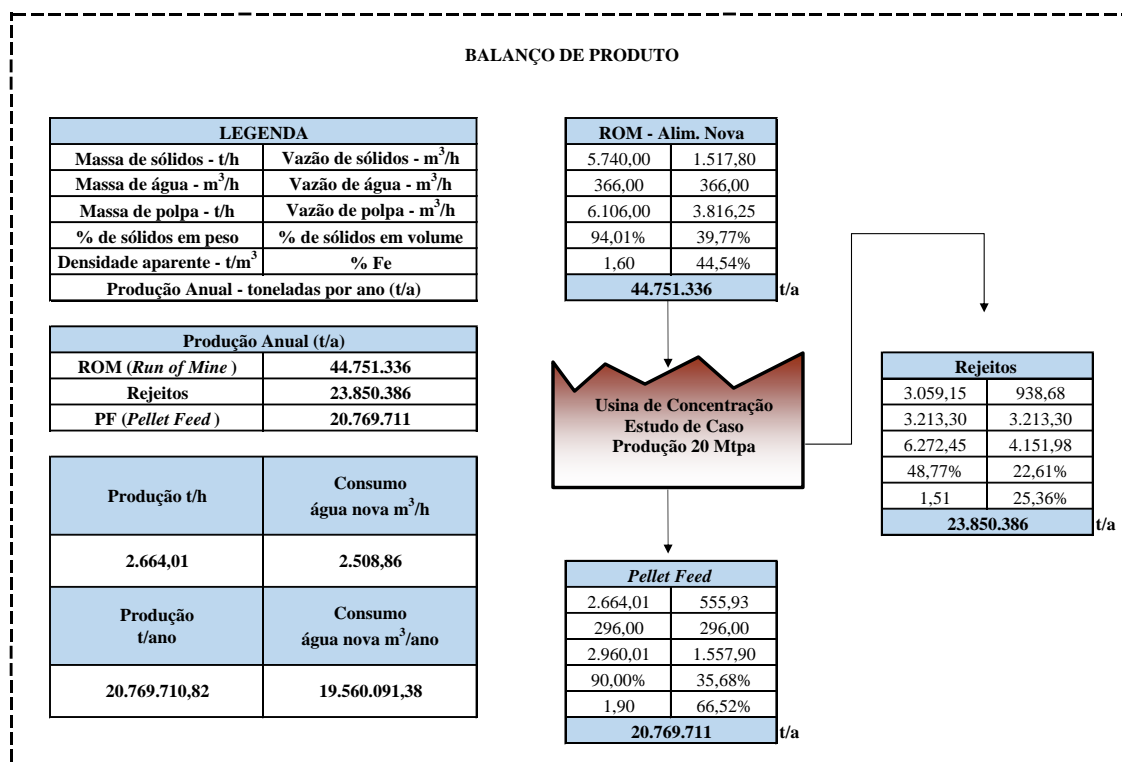 BALANÇO DE PRODUTO
LEGENDA
Massa de sólidos - t/h Vazão de sólidos - m³/h
Massa de água - m³/h Vazão de água - m³/h
Massa de polpa - t/h Vazão de polpa - m³/h
% de sólidos em peso % de sólidos em volume
Densidade aparente - t/m³ % Fe
Produção Anual - toneladas por ano (t/a)
Produção Anual (t/a)
ROM (Run of Mine ) 44.751.336
Rejeitos 23.850.386
PF (Pellet Feed ) 20.769.711
Produção t/h Consumo
água nova m³/h
2.664,01 2.508,86
Produção
t/ano
Consumo
água nova m³/ano
20.769.710,82 19.560.091,38
ROM - Alim. Nova
5.740,00 1.517,80
366,00 366,00
6.106,00 3.816,25
94,01% 39,77%
1,60 44,54%
44.751.336 t/a
Usina de Concentração
Estudo de Caso
Produção 20 Mtpa
Pellet Feed
2.664,01 555,93
296,00 296,00
2.960,01 1.557,90
90,00% 35,68%
1,90 66,52%
20.769.711 t/a
Rejeitos
3.059,15 938,68
3.213,30 3.213,30
6.272,45 4.151,98
48,77% 22,61%
1,51 25,36%
23.850.386 t/a